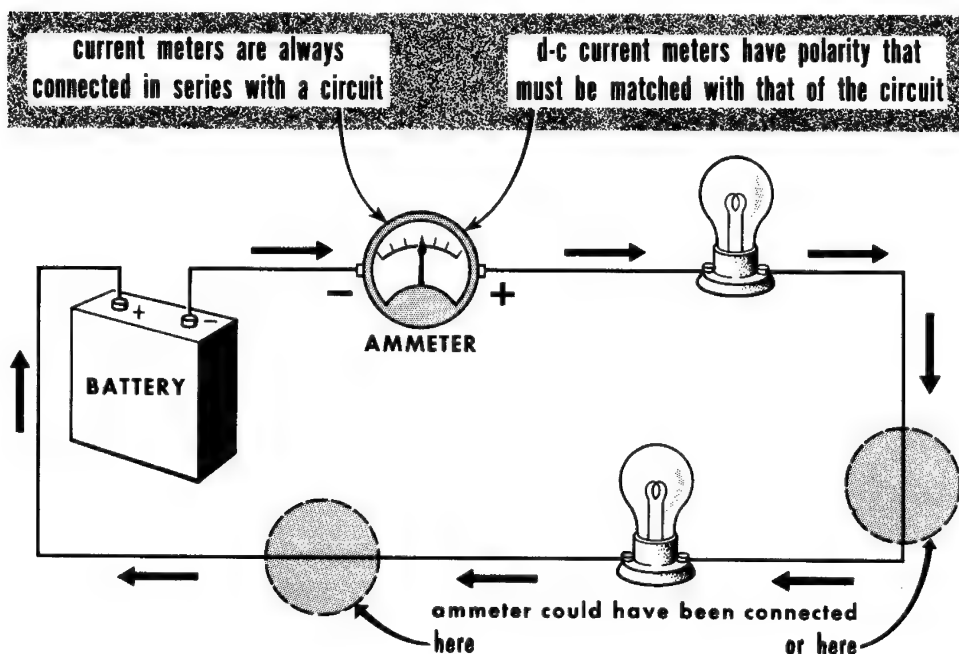 current meters are always
connected in series with a circuit
d-c current meters have polarity that
must be matched with that of the circuit
- +
AMMETER
+ -
BATTERY
ammeter could have been connected
here
or here